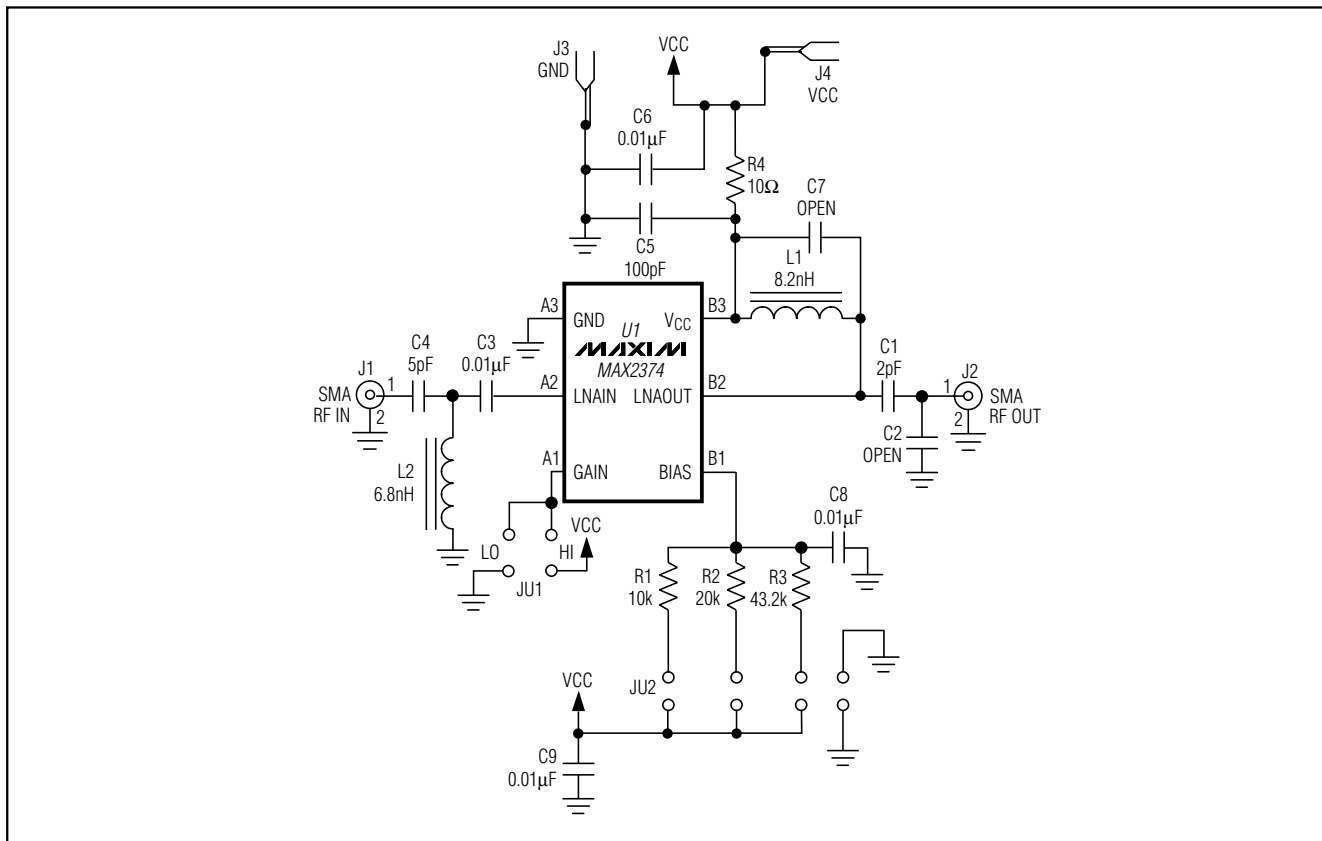 J3
GND
VCC
J4
VCC
C6
0.01µF
R4
10Ω
C7
OPEN
C5
100pF
L1
8.2nH
A3
GND
U1
MAXIM
MAX2374
VCC
B3
J1
SMA
RF IN
1
2
C4
5pF
C3
0.01µF
A2
LNAIN
LNAOUT
B2
C1
2pF
1
2
J2
SMA
RF OUT
C2
OPEN
L2
6.8nH
A1
GAIN
BIAS
B1
LO
HI
VCC
JU1
C8
0.01µF
R1
10k
R2
20k
R3
43.2k
VCC
JU2
C9
0.01µF